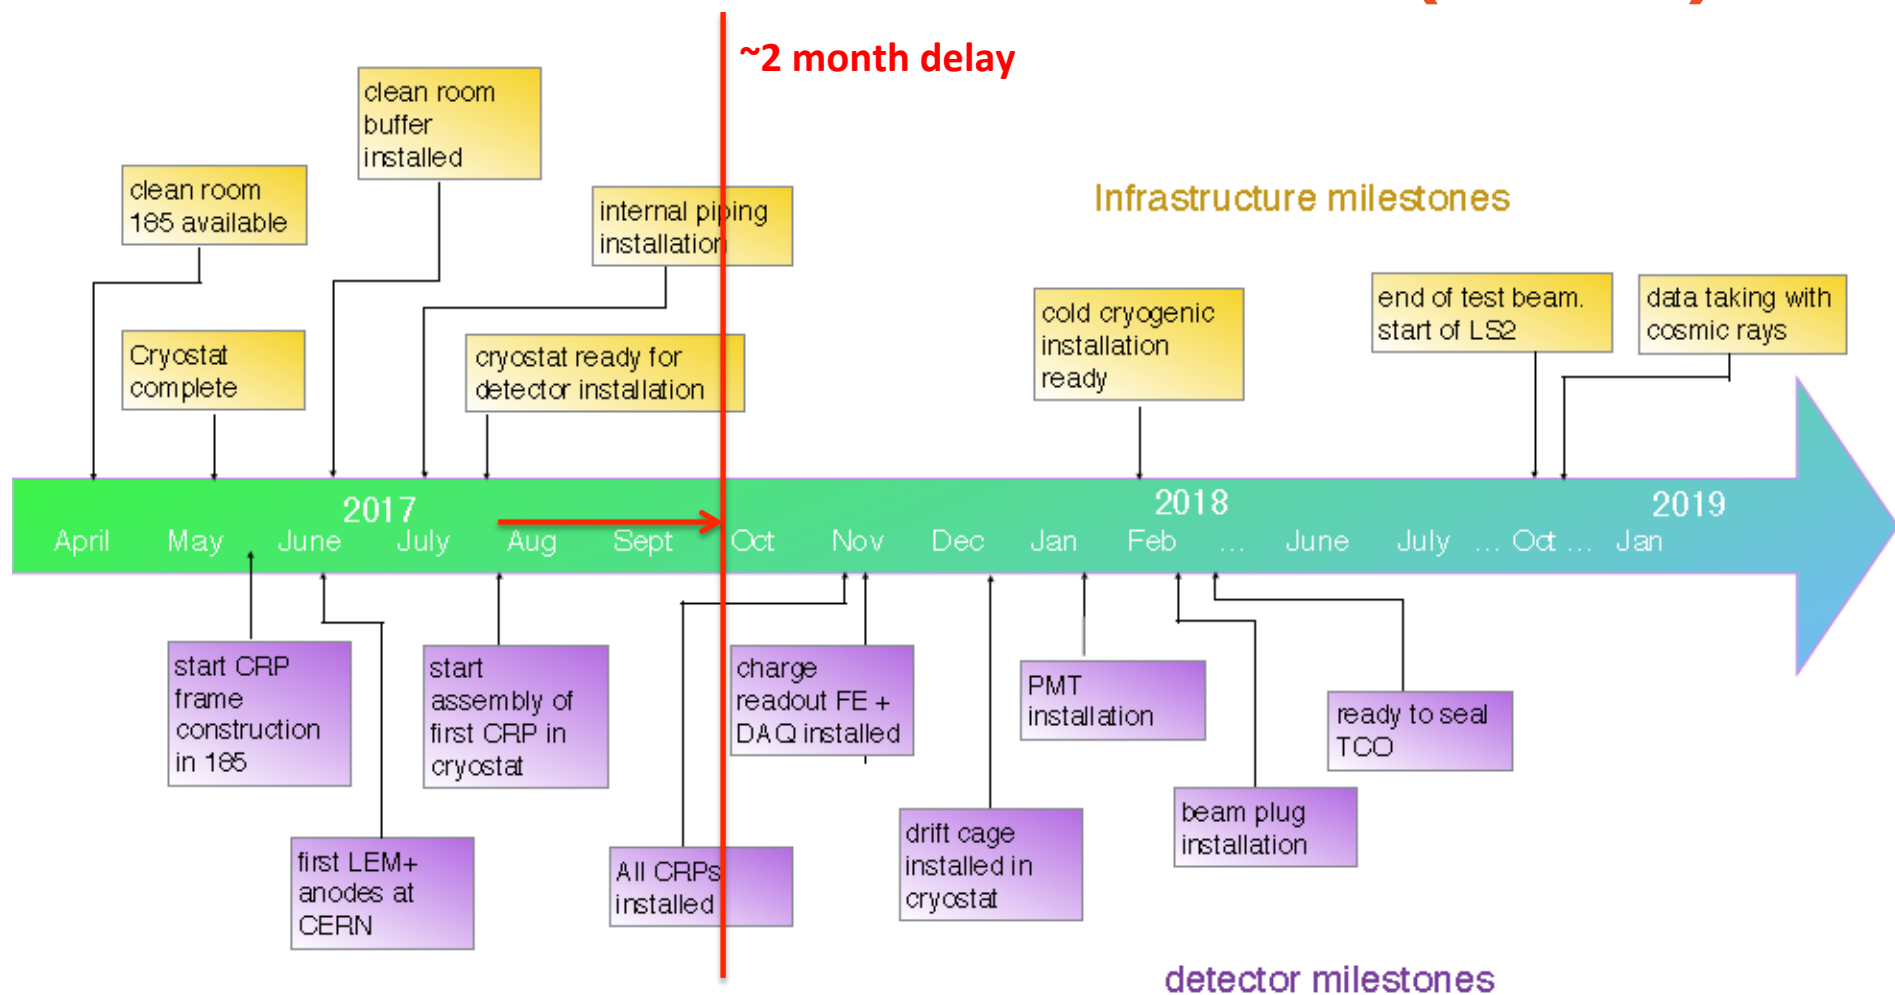 ~2 month delay
clean room
buffer
installed
clean room
185 available
internal piping
installation
Infrastructure milestones
Cryostat
complete
cryostat ready for
detector installation
cold cryogenic
installation
ready
end of test beam.
start of LS2
data taking with
cosmic rays
2017
2018
2019
April May June July Aug Sept Oct Nov Dec Jan Feb ... June July ... Oct ... Jan
start CRP
frame
construction
in 185
first LEM+
anodes at
CERN
start
assembly of
first CRP in
cryostat
All CRPs
installed
charge
readout FE +
DAQ installed
drift cage
installed in
cryostat
PMT
installation
beam plug
installation
ready to seal
TCO
detector milestones